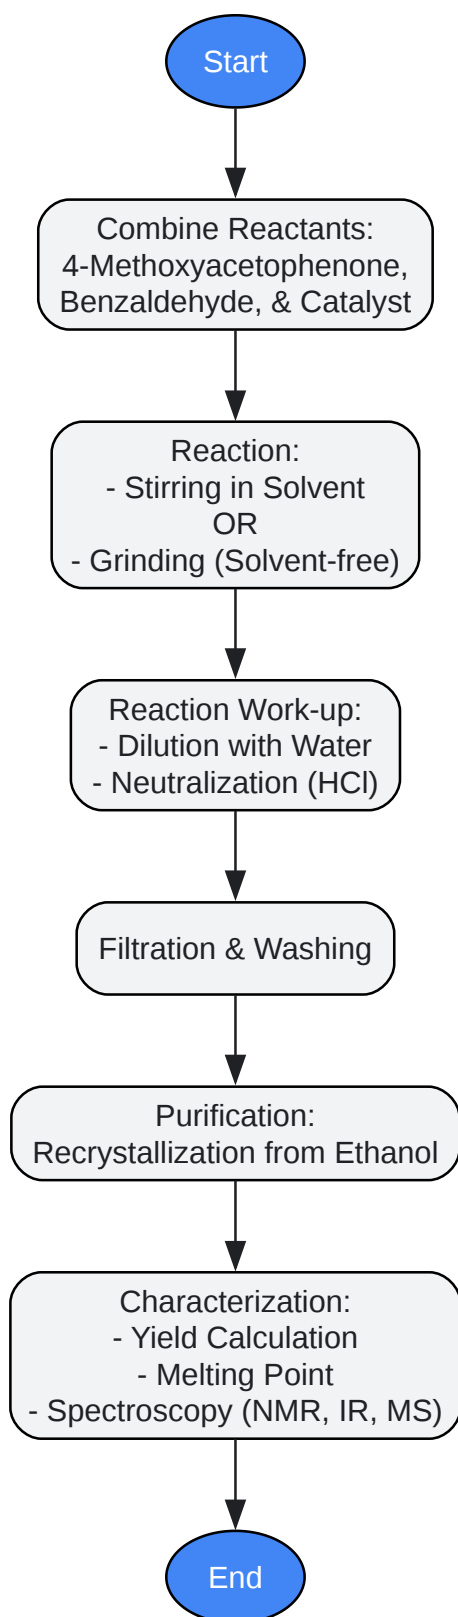 Start
Combine Reactants:
4-Methoxyacetophenone,
Benzaldehyde, & Catalyst
Reaction:
- Stirring in Solvent
OR
- Grinding (Solvent-free)
Reaction Work-up:
- Dilution with Water
- Neutralization (HCl)
Filtration & Washing
Purification:
Recrystallization from Ethanol
Characterization:
- Yield Calculation
- Melting Point
- Spectroscopy (NMR, IR, MS)
End